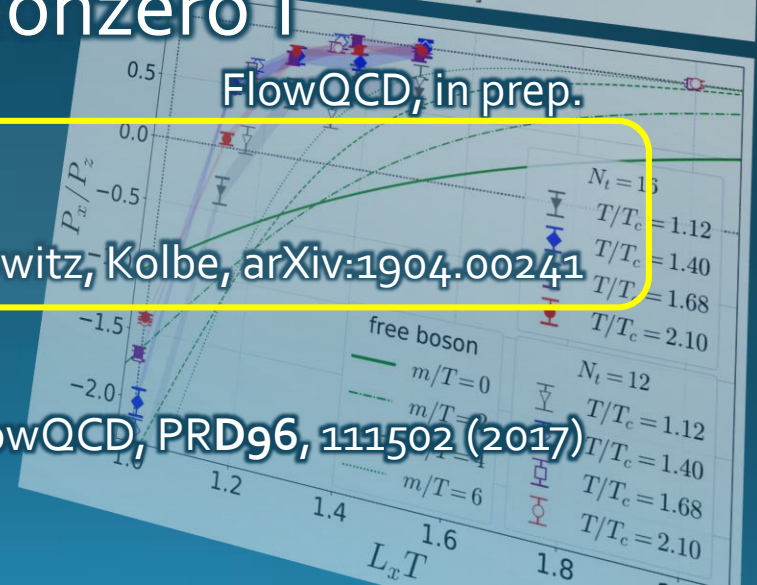 onzero T
FlowQCD, in prep.
0.5
0.0
−0.5
P_x/P_z
N_t = 16
T/T_c = 1.12
T/T_c = 1.40
T/T_c = 1.68
T/T_c = 2.10
witz, Kolbe, arXiv:1904.00241
−1.5
−2.0
free boson
m/T=0
m/T=6
N_t = 12
T/T_c = 1.12
T/T_c = 1.40
T/T_c = 1.68
T/T_c = 2.10
owQCD, PRD96, 111502 (2017)
1.0
1.2
1.4
1.6
1.8
L_xT